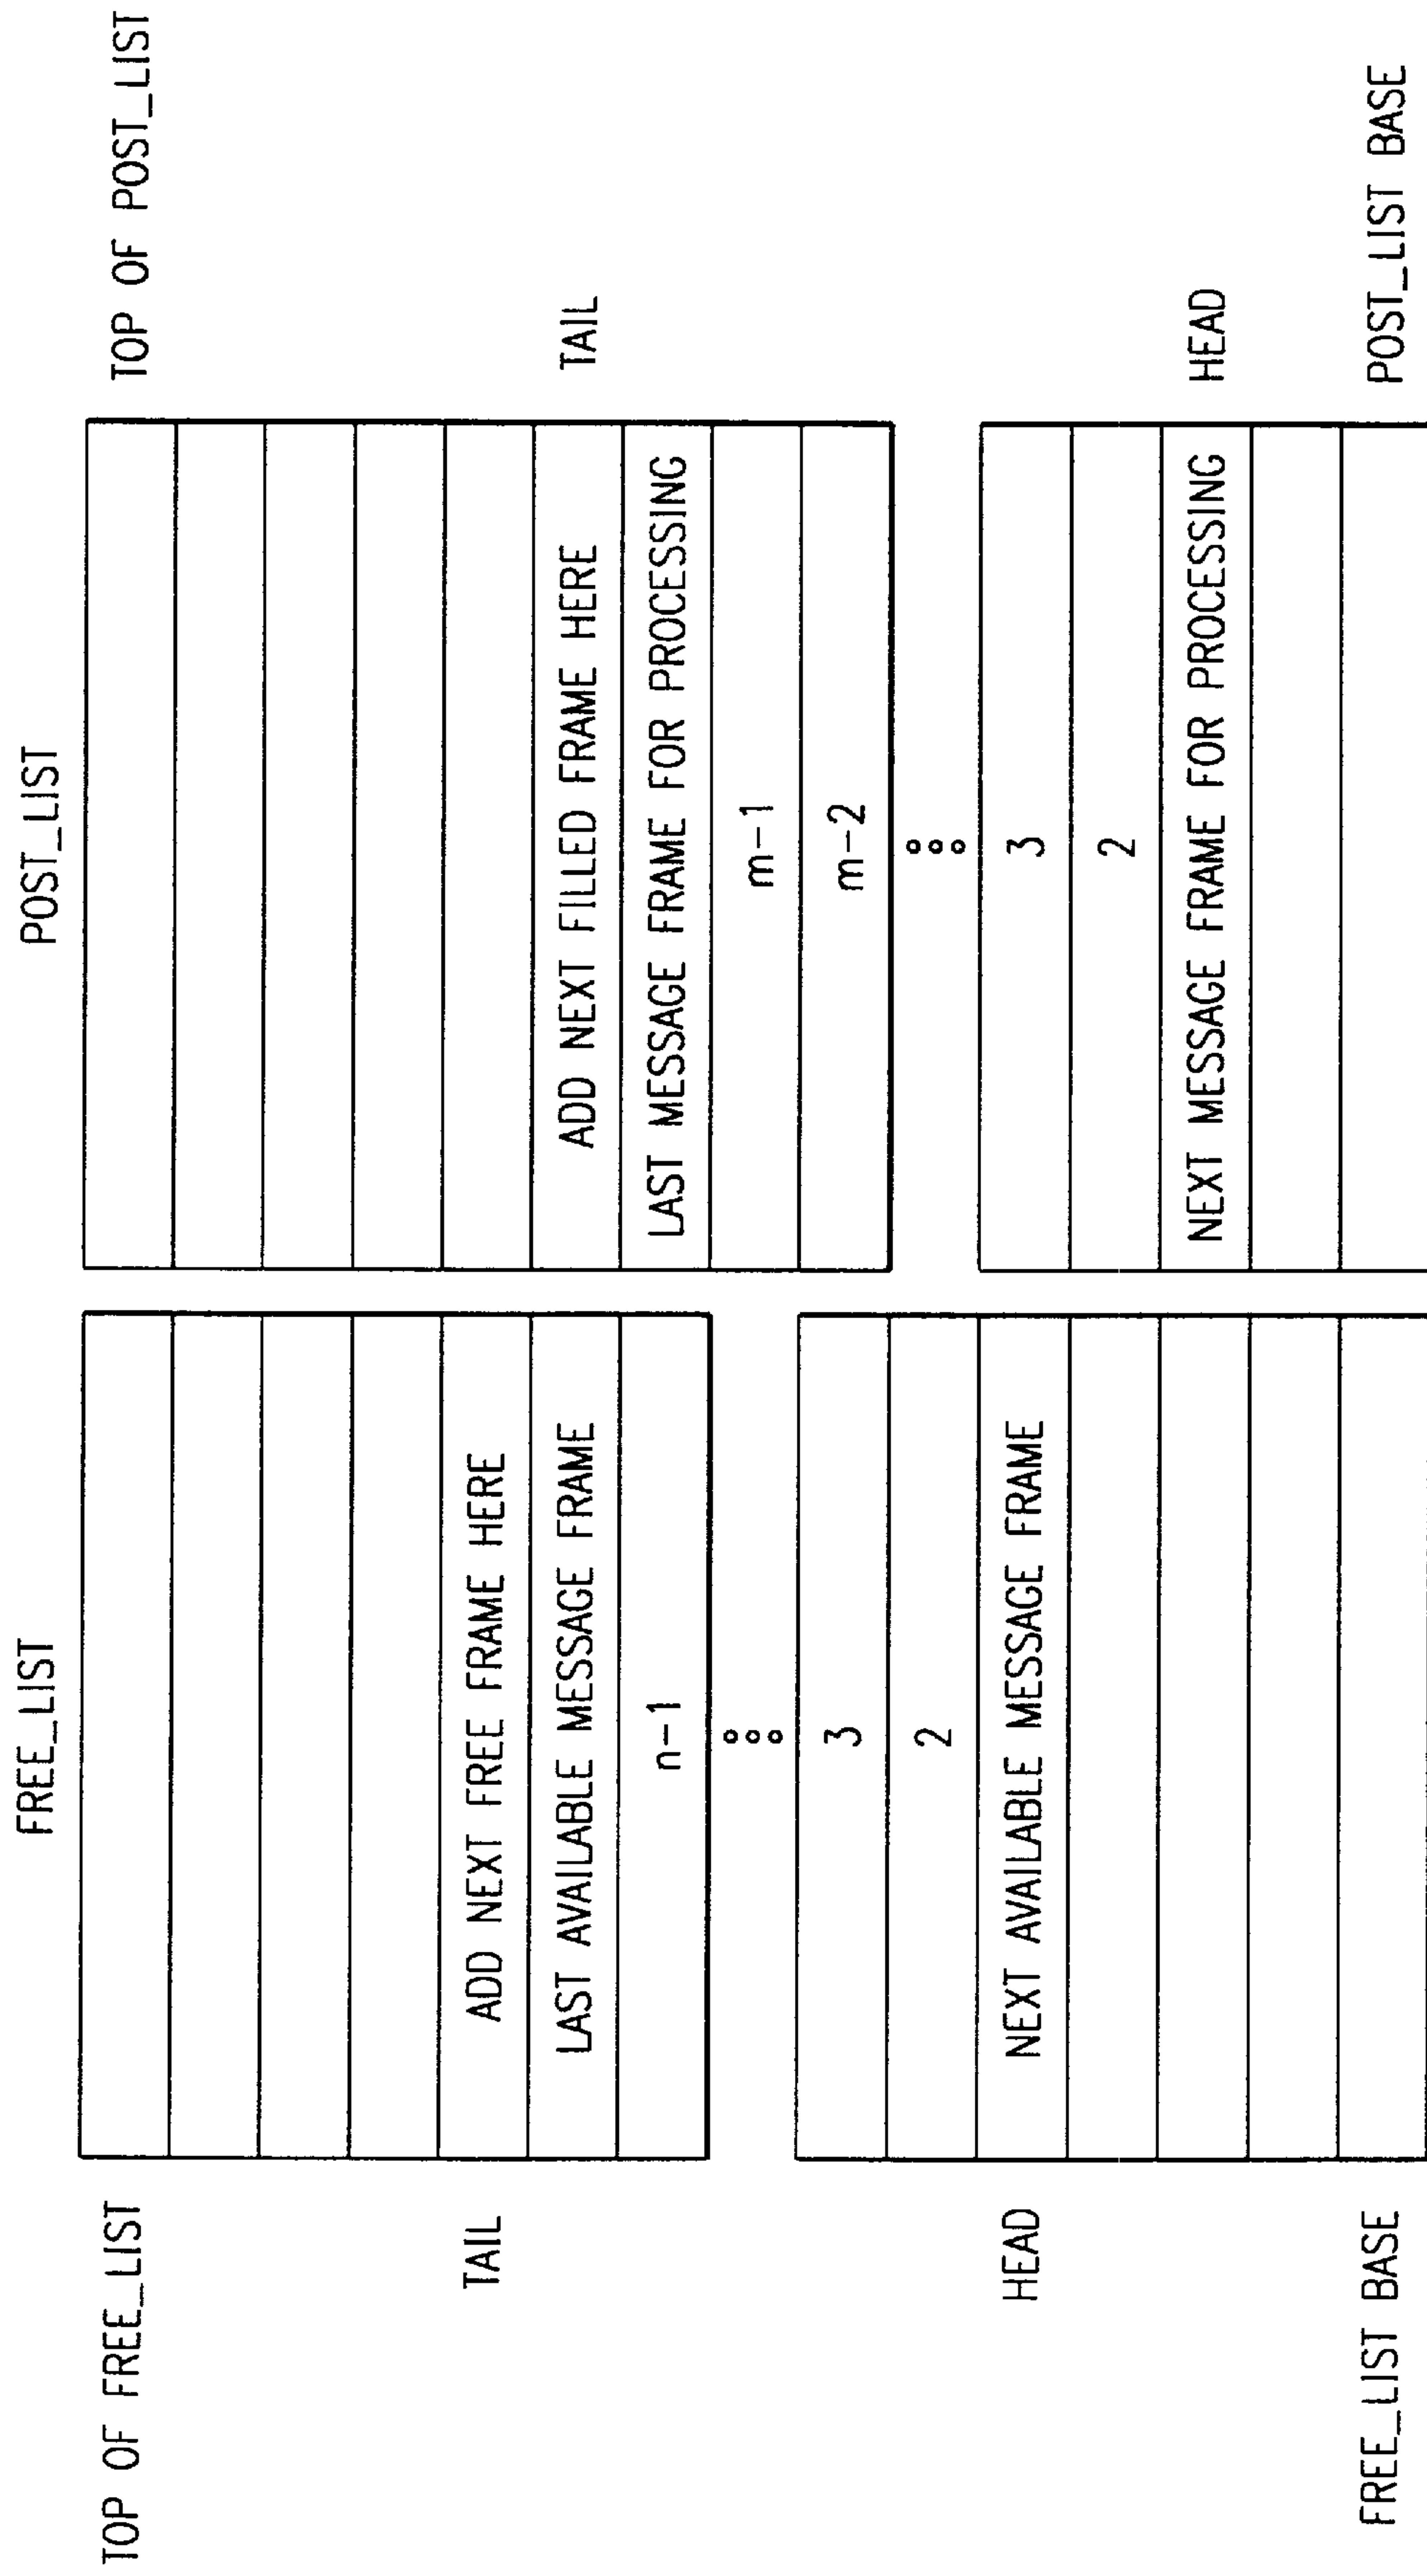 FREE_LIST
TOP OF FREE_LIST
TAIL
ADD NEXT FREE FRAME HERE
LAST AVAILABLE MESSAGE FRAME
n-1
3
2
HEAD
NEXT AVAILABLE MESSAGE FRAME
FREE_LIST BASE
POST_LIST
TOP OF POST_LIST
ADD NEXT FILLED FRAME HERE
TAIL
LAST MESSAGE FRAME FOR PROCESSING
m-1
m-2
3
2
NEXT MESSAGE FRAME FOR PROCESSING
HEAD
POST_LIST BASE